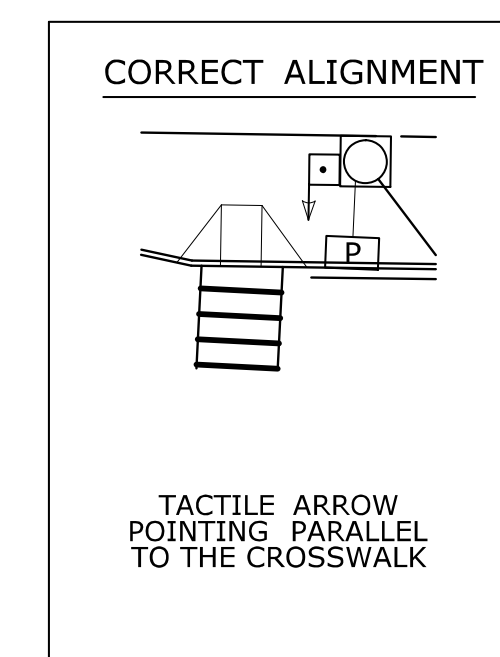 CORRECT ALIGNMENT
P
TACTILE ARROW
POINTING PARALLEL
TO THE CROSSWALK